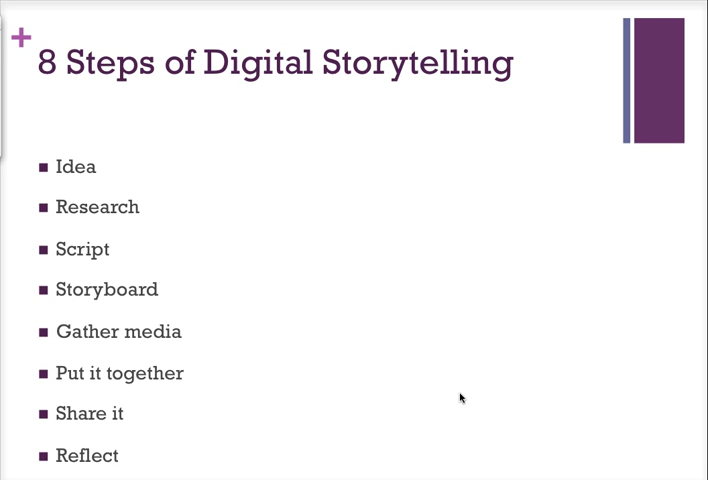 8 Steps of Digital Storytelling
Idea
Research
Script
Storyboard
Gather media
Put it together
Share it
Reflect